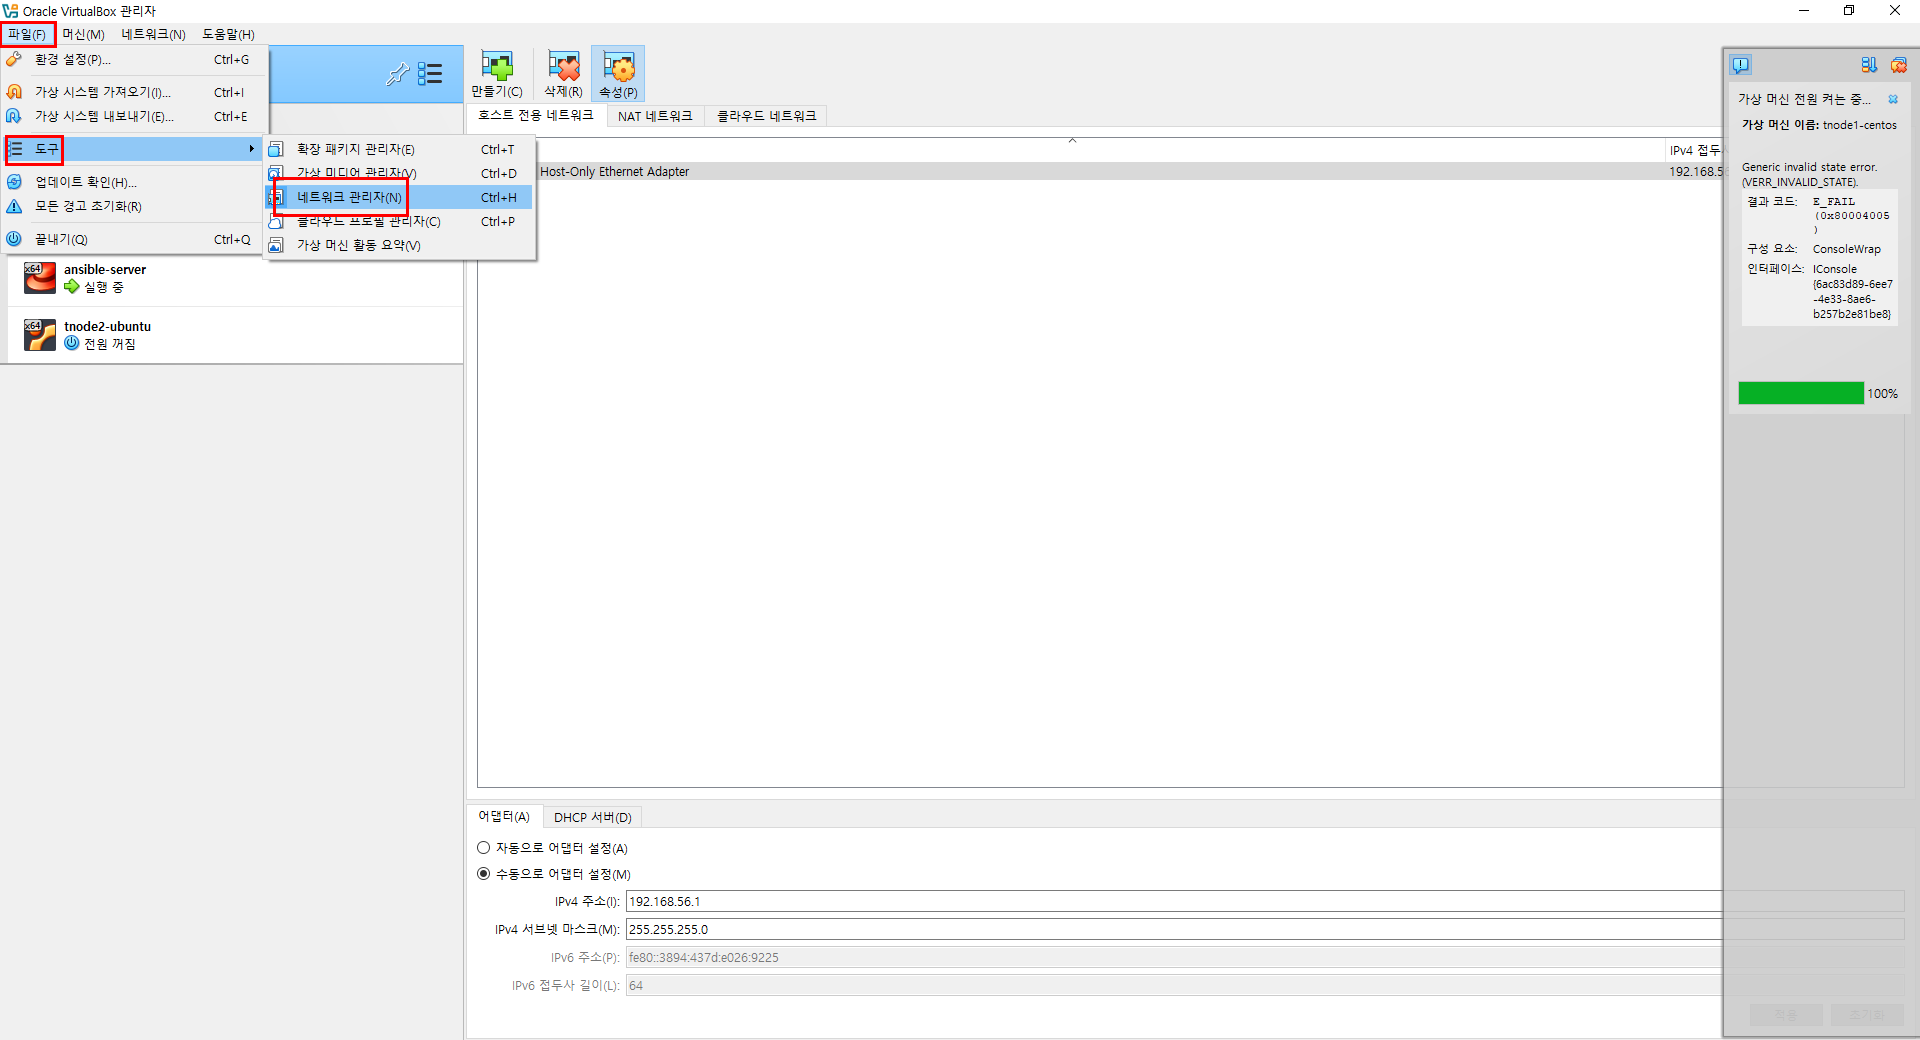 Oracle VirtualBox 관리자
파일(F) 머신(M) 네트워크(N) 도움말(H)
환경 설정(P)... Ctrl+G
가상 시스템 가져오기(I)... Ctrl+I
가상 시스템 내보내기(E)... Ctrl+E
도구
업데이트 확인(H)...
모든 경고 초기화(R)
끝내기(Q) Ctrl+Q
확장 패키지 관리자(E) Ctrl+T
가상 미디어 관리자(V) Ctrl+D
네트워크 관리자(N) Ctrl+H
클라우드 프로필 관리자(C) Ctrl+P
가상 머신 활동 요약(V)
x64
ansible-server
실행 중
x64
tnode2-ubuntu
전원 꺼짐
만들기(C) 삭제(R) 속성(P)
호스트 전용 네트워크 NAT 네트워크 클라우드 네트워크
IPv4 접두사
Host-Only Ethernet Adapter 192.168.56
어댑터(A) DHCP 서버(D)
자동으로 어댑터 설정(A)
수동으로 어댑터 설정(M)
IPv4 주소(I): 192.168.56.1
IPv4 서브넷 마스크(M): 255.255.255.0
IPv6 주소(P): fe80::3894:437d:e026:9225
IPv6 접두사 길이(L): 64
가상 머신 전원 켜는 중...
가상 머신 이름: tnode1-centos
Generic invalid state error.
(VERR_INVALID_STATE).
결과 코드: E_FAIL
(0x80004005
)
구성 요소: ConsoleWrap
인터페이스: IConsole
{6ac83d89-6ee7
-4e33-8ae6-
b257b2e81be8}
100%
적용 초기화